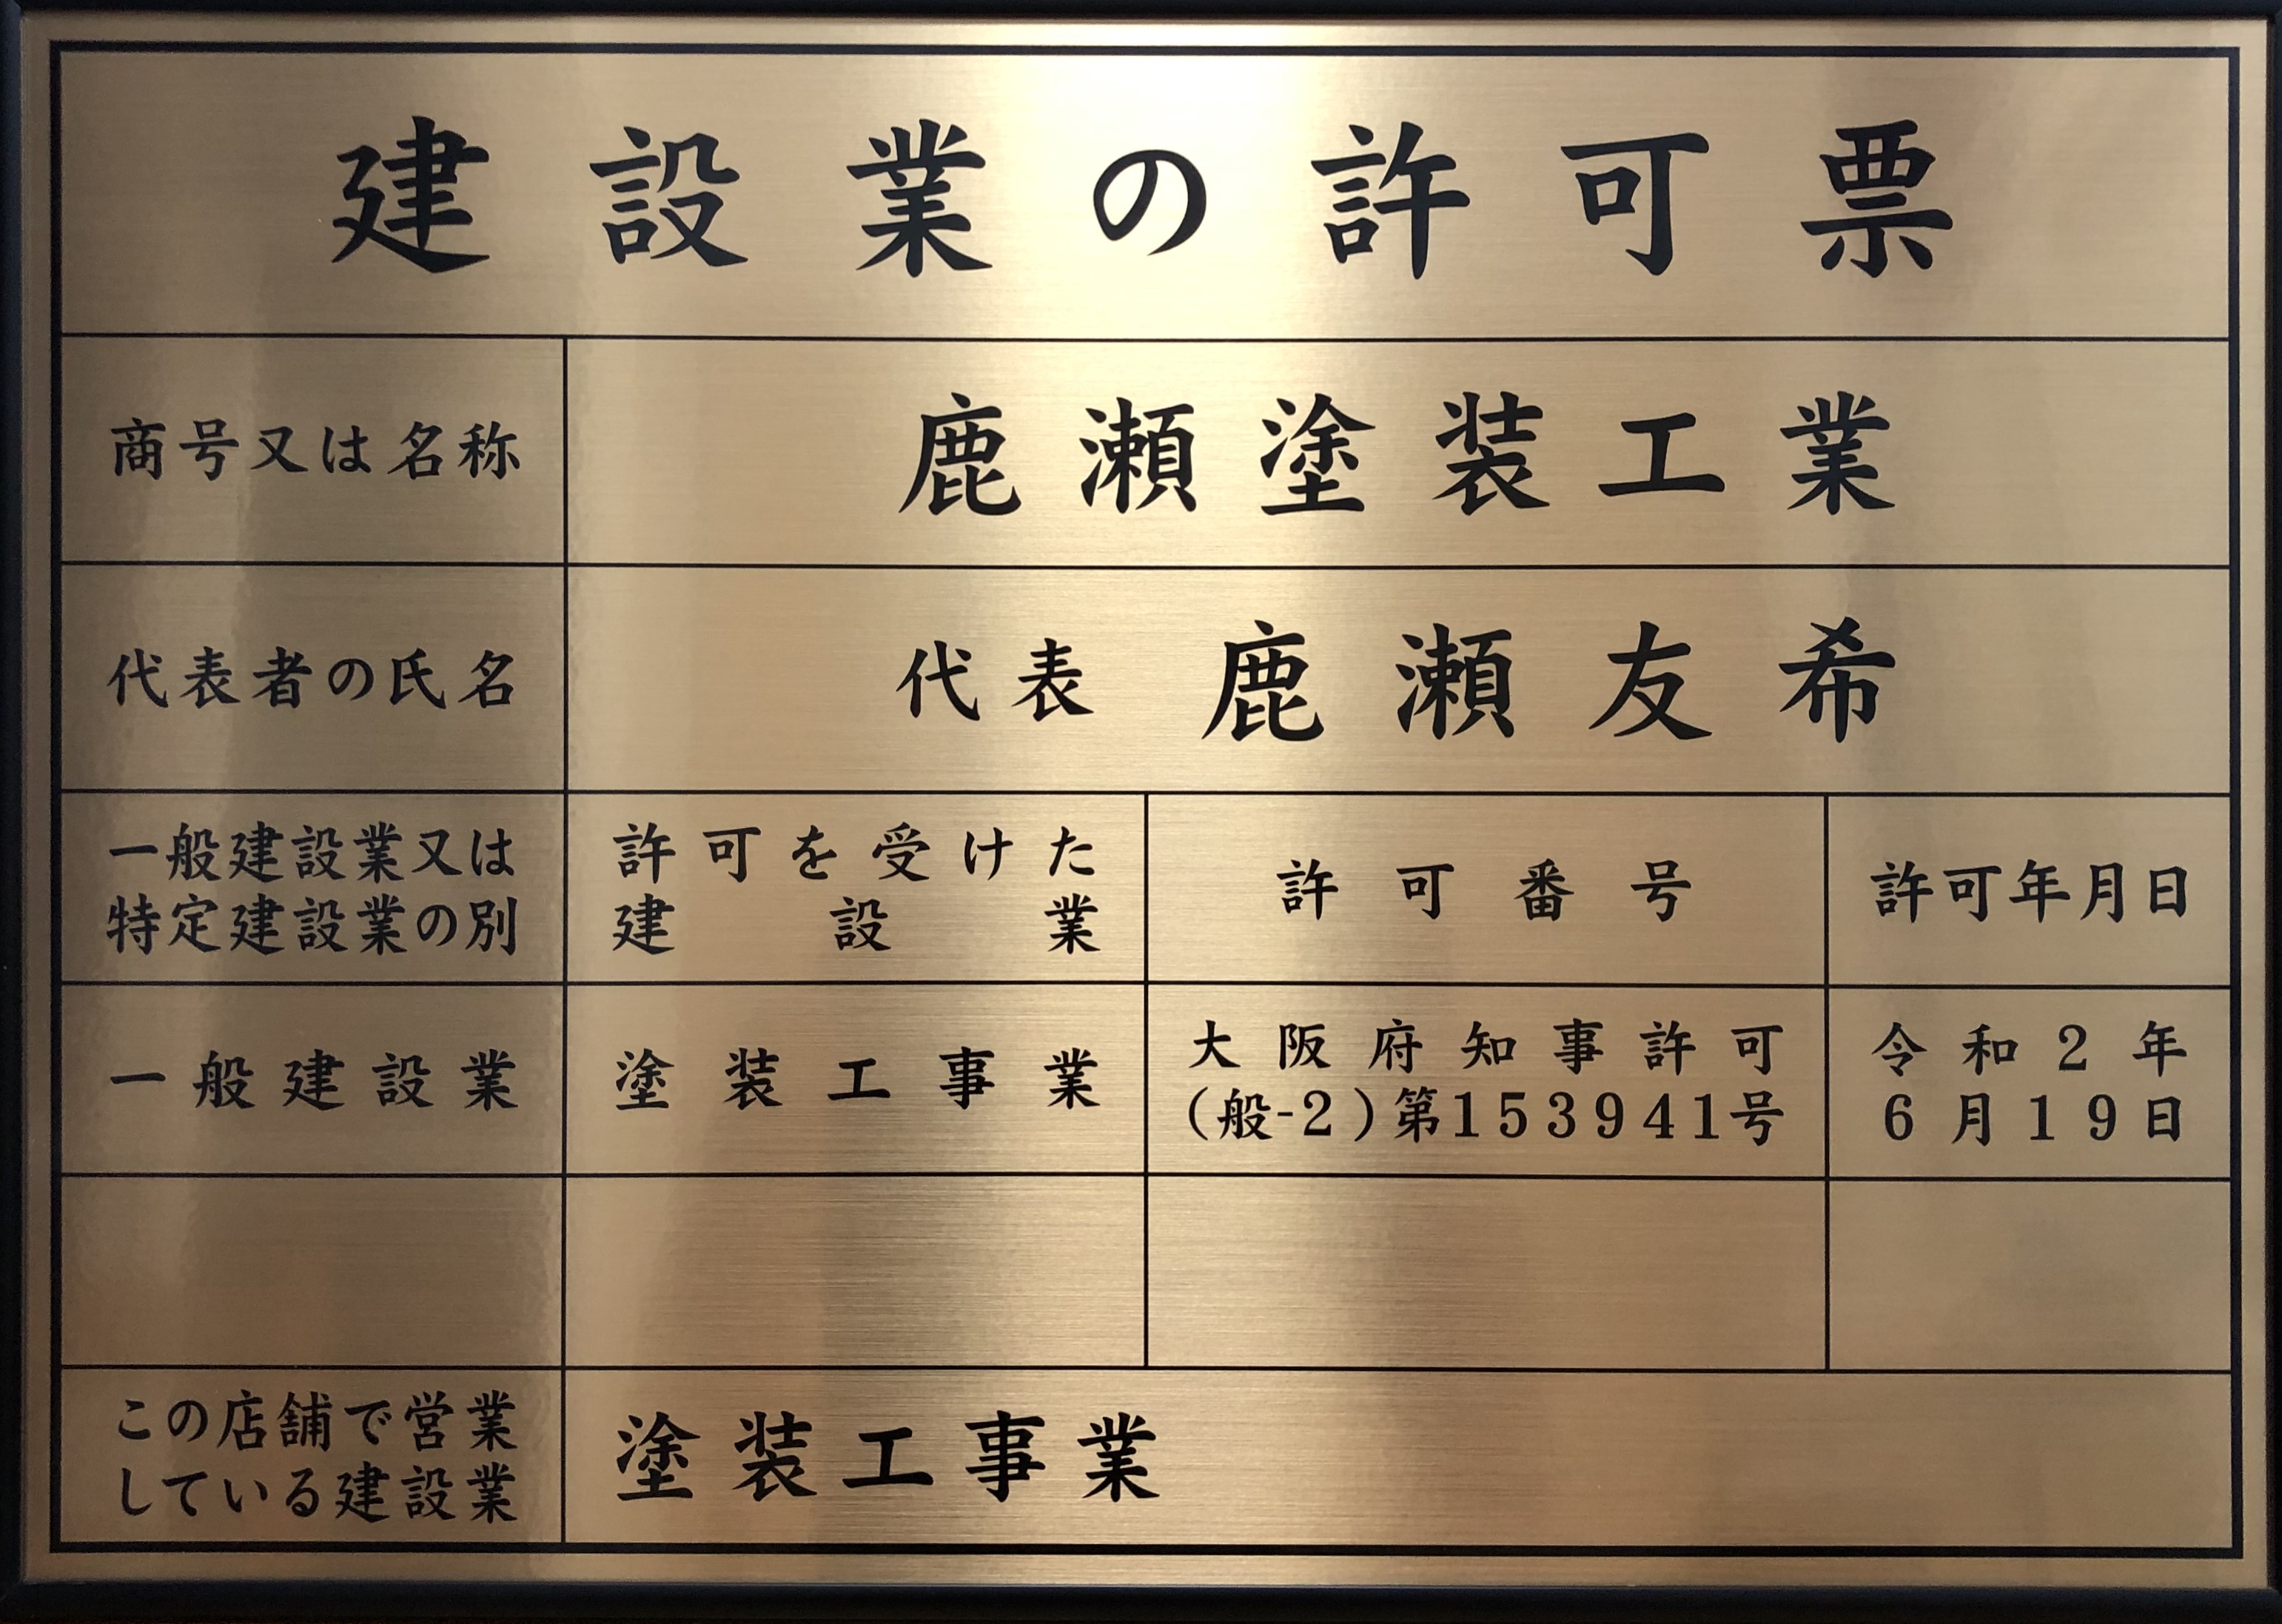 建設業の許可票
商号又は名称
鹿瀬塗装工業
代表者の氏名
代表 鹿瀬友希
一般建設業又は
特定建設業の別
許可を受けた
建設業
許可番号
許可年月日
一般建設業
塗装工事業
大阪府知事許可
(般-2)第153941号
令和2年
6月19日
この店舗で営業
している建設業
塗装工事業